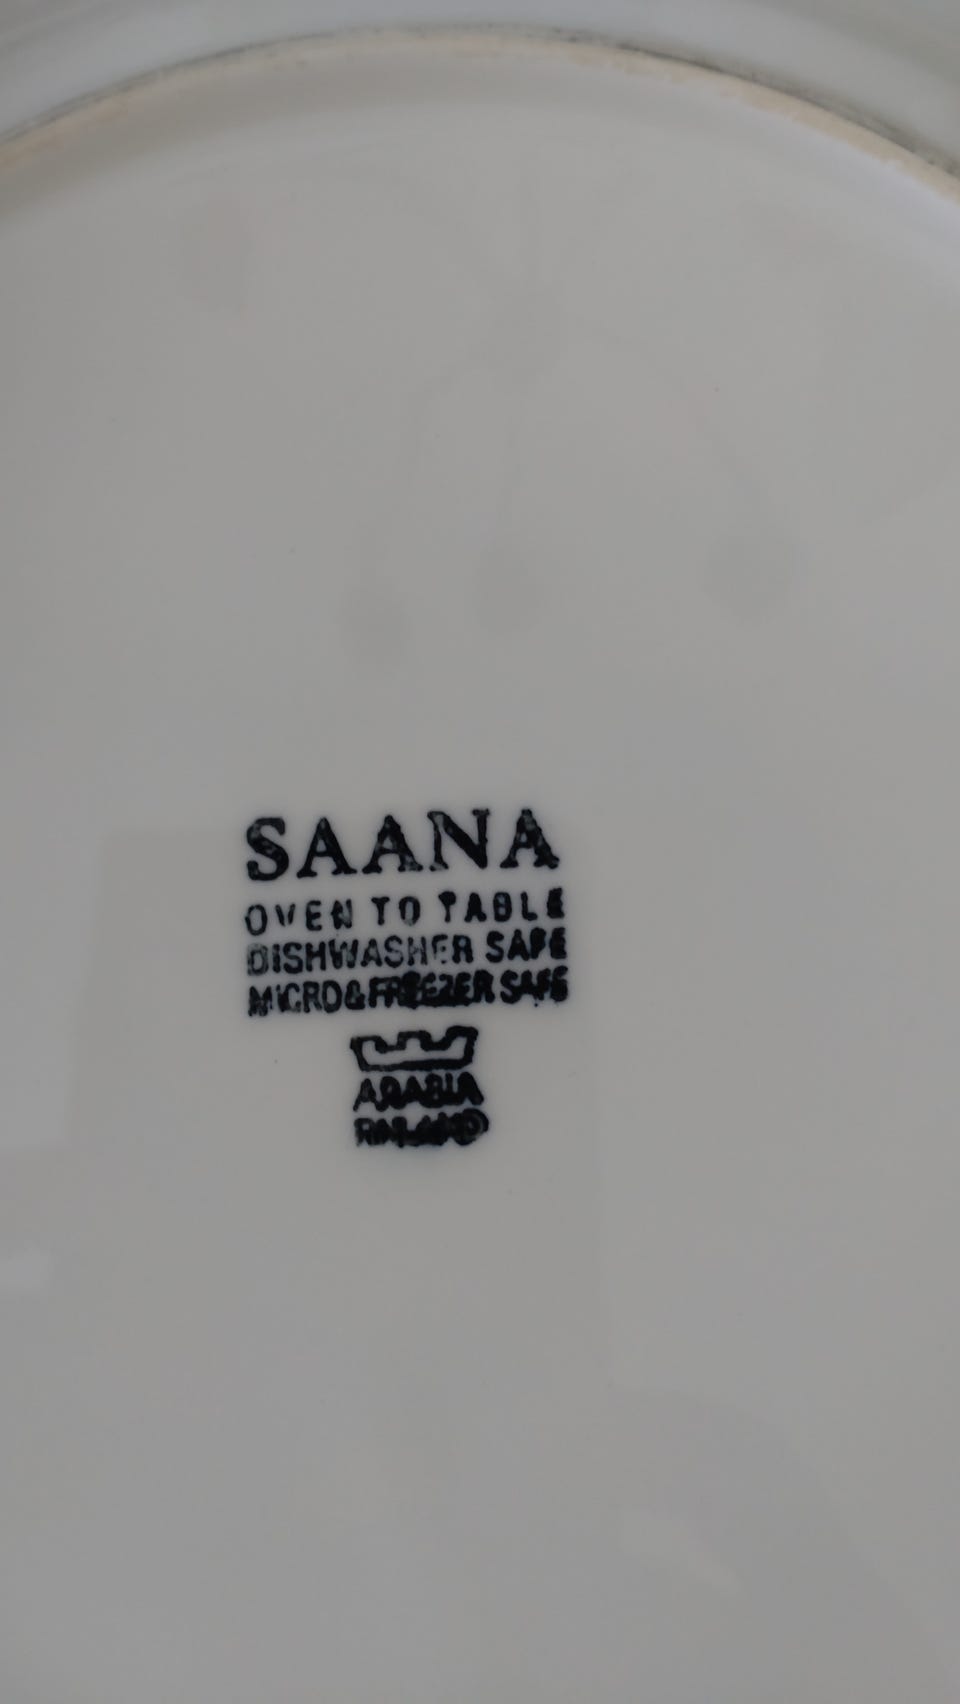 SAANA
OVEN TO TABLE
DISHWASHER SAFE
MICRO&FREEZER SAFE
ARABIA
FINLAND